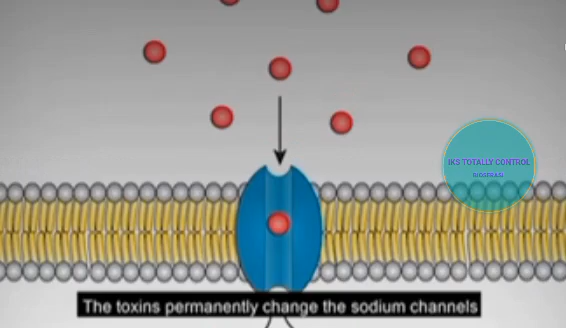 IKS TOTALLY CONTROL
The toxins permanently change the sodium channels